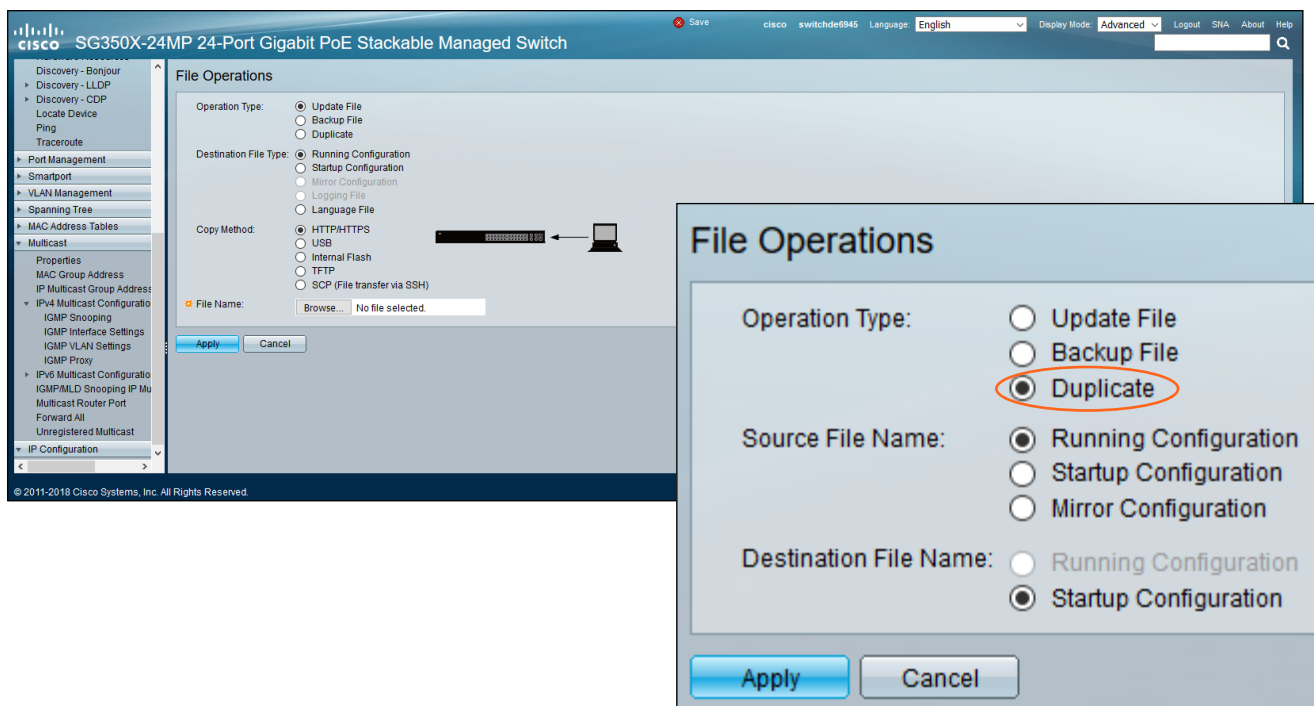 Save
cisco switchde6945 Language: English Display Mode: Advanced Logout SNA About Help
cisco SG350X-24MP 24-Port Gigabit PoE Stackable Managed Switch
Discovery - Bonjour
Discovery - LLDP
Discovery - CDP
Locate Device
Ping
Traceroute
Port Management
Smartport
VLAN Management
Spanning Tree
MAC Address Tables
Multicast
Properties
MAC Group Address
IP Multicast Group Address
IPv4 Multicast Configuratio
IGMP Snooping
IGMP Interface Settings
IGMP VLAN Settings
IGMP Proxy
IPv6 Multicast Configuratio
IGMP/MLD Snooping IP Mu
Multicast Router Port
Forward All
Unregistered Multicast
IP Configuration
File Operations
Operation Type: Update File
Backup File
Duplicate
Destination File Type: Running Configuration
Startup Configuration
Mirror Configuration
Logging File
Language File
Copy Method: HTTP/HTTPS
USB
Internal Flash
TFTP
SCP (File transfer via SSH)
File Name: Browse... No file selected.
Apply Cancel
© 2011-2018 Cisco Systems, Inc. All Rights Reserved.
File Operations
Operation Type: Update File
Backup File
Duplicate
Source File Name: Running Configuration
Startup Configuration
Mirror Configuration
Destination File Name: Running Configuration
Startup Configuration
Apply Cancel